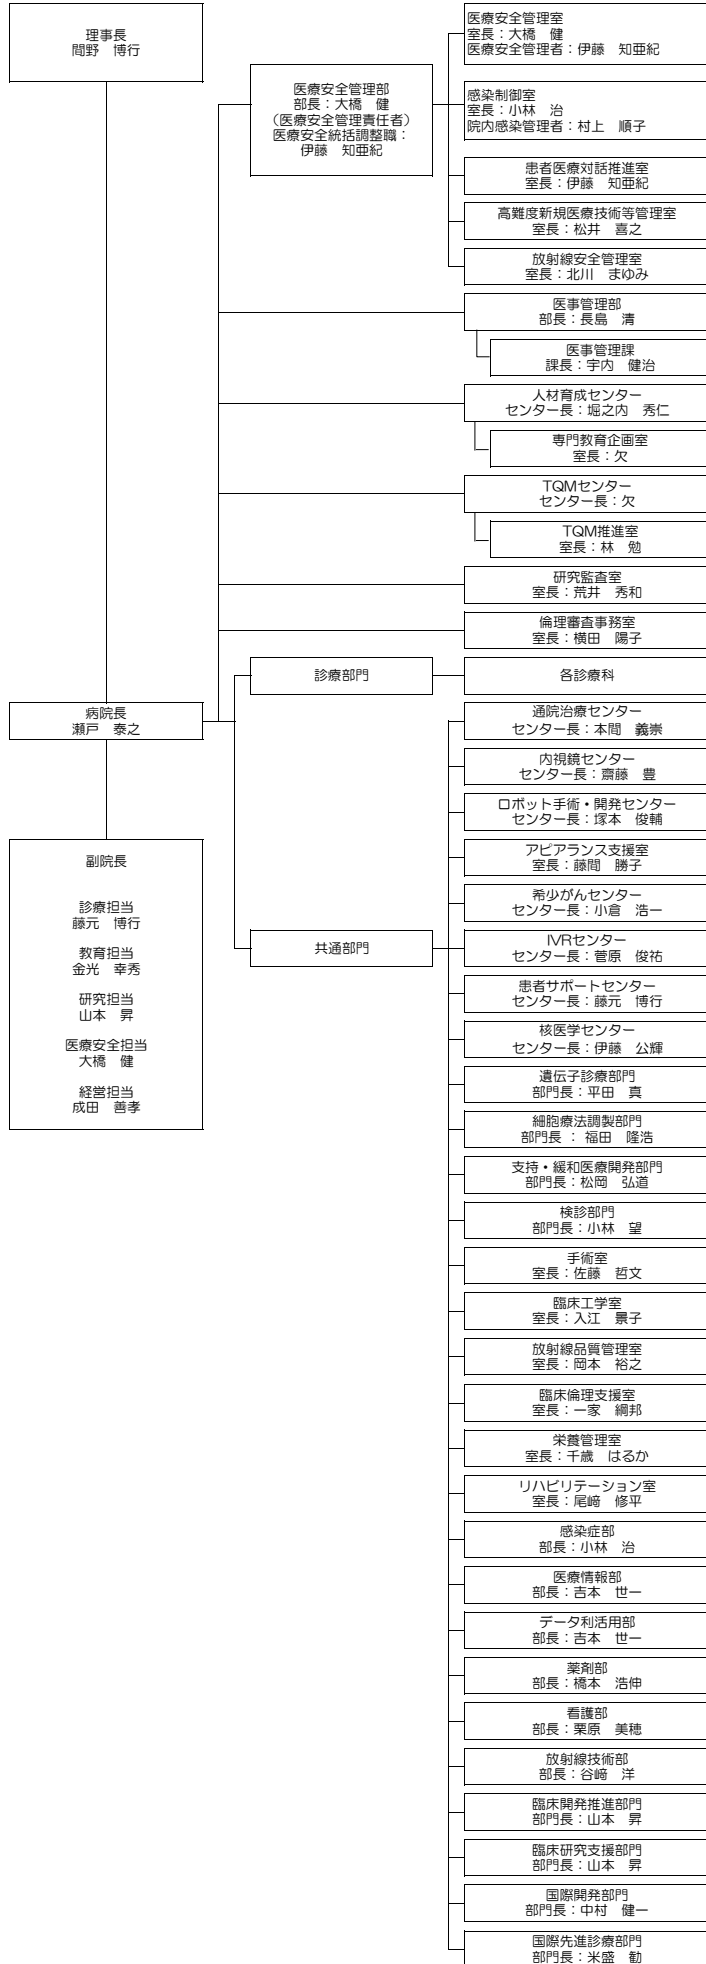 理事長
間野　博行
医療安全管理部
部長：大橋　健
（医療安全管理責任者）
医療安全統括調整職：
伊藤　知亜紀
医療安全管理室
室長：大橋　健
医療安全管理者：伊藤　知亜紀
感染制御室
室長：小林　治
院内感染管理者：村上　順子
患者医療対話推進室
室長：伊藤　知亜紀
高難度新規医療技術等管理室
室長：松井　喜之
放射線安全管理室
室長：北川　まゆみ
医事管理部
部長：長島　清
医事管理課
課長：宇内　健治
人材育成センター
センター長：堀之内　秀仁
専門教育企画室
室長：欠
TQMセンター
センター長：欠
TQM推進室
室長：林　勉
研究監査室
室長：荒井　秀和
倫理審査事務室
室長：横田　陽子
診療部門
各診療科
病院長
瀬戸　泰之
副院長
診療担当
藤元　博行
教育担当
金光　幸秀
研究担当
山本　昇
医療安全担当
大橋　健
経営担当
成田　善孝
共通部門
通院治療センター
センター長：本間　義崇
内視鏡センター
センター長：齋藤　豊
ロボット手術・開発センター
センター長：塚本　俊輔
アピアランス支援室
室長：藤間　勝子
希少がんセンター
センター長：小倉　浩一
IVRセンター
センター長：菅原　俊祐
患者サポートセンター
センター長：藤元　博行
核医学センター
センター長：伊藤　公輝
遺伝子診療部門
部門長：平田　真
細胞療法調製部門
部門長 ： 福田　隆浩
支持・緩和医療開発部門
部門長：松岡　弘道
検診部門
部門長：小林　望
手術室
室長：佐藤　哲文
臨床工学室
室長：入江　景子
放射線品質管理室
室長：岡本　裕之
臨床倫理支援室
室長：一家　綱邦
栄養管理室
室長：千歳　はるか
リハビリテーション室
室長：尾﨑　修平
感染症部
部長：小林　治
医療情報部
部長：吉本　世一
データ利活用部
部長：吉本　世一
薬剤部
部長：橋本　浩伸
看護部
部長：栗原　美穂
放射線技術部
部長：谷﨑　洋
臨床開発推進部門
部門長：山本　昇
臨床研究支援部門
部門長：山本　昇
国際開発部門
部門長：中村　健一
国際先進診療部門
部門長：米盛　勧